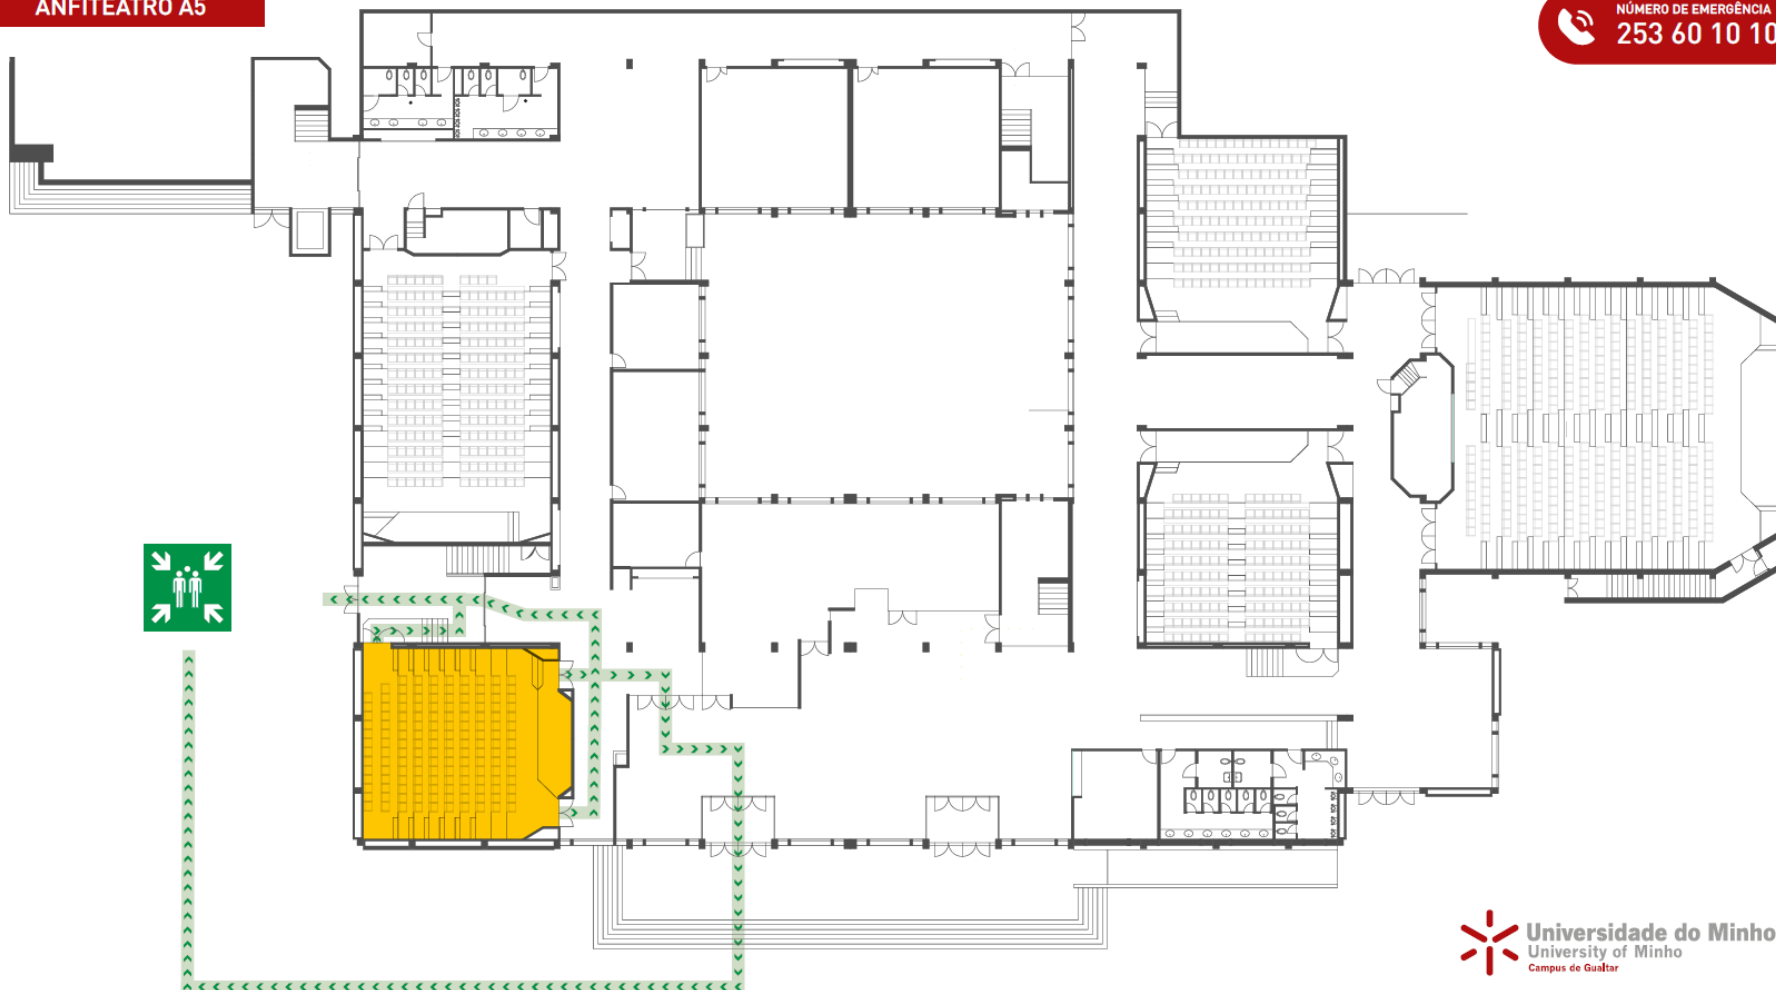 ANFITEATRO A5
NÚMERO DE EMERGÊNCIA
253 60 10 10
Universidade do Minho
University of Minho
Campus de Gualtar